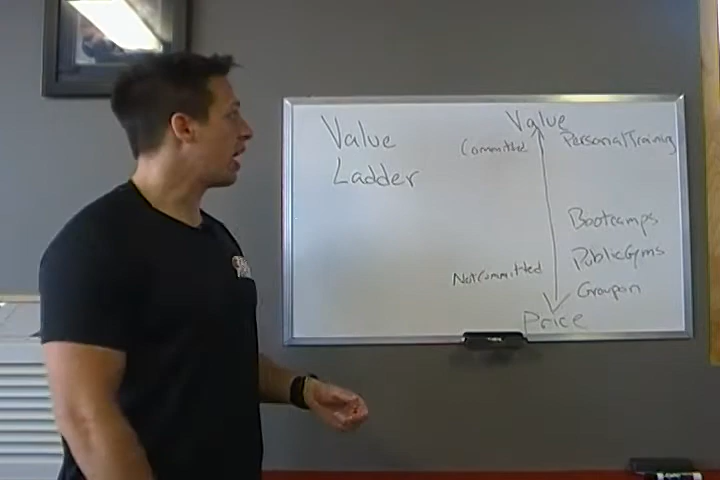 Value
Ladder
Value
Committed
Personal Training
Bootcamps
Public Gyms
Not Committed
Groupon
Price